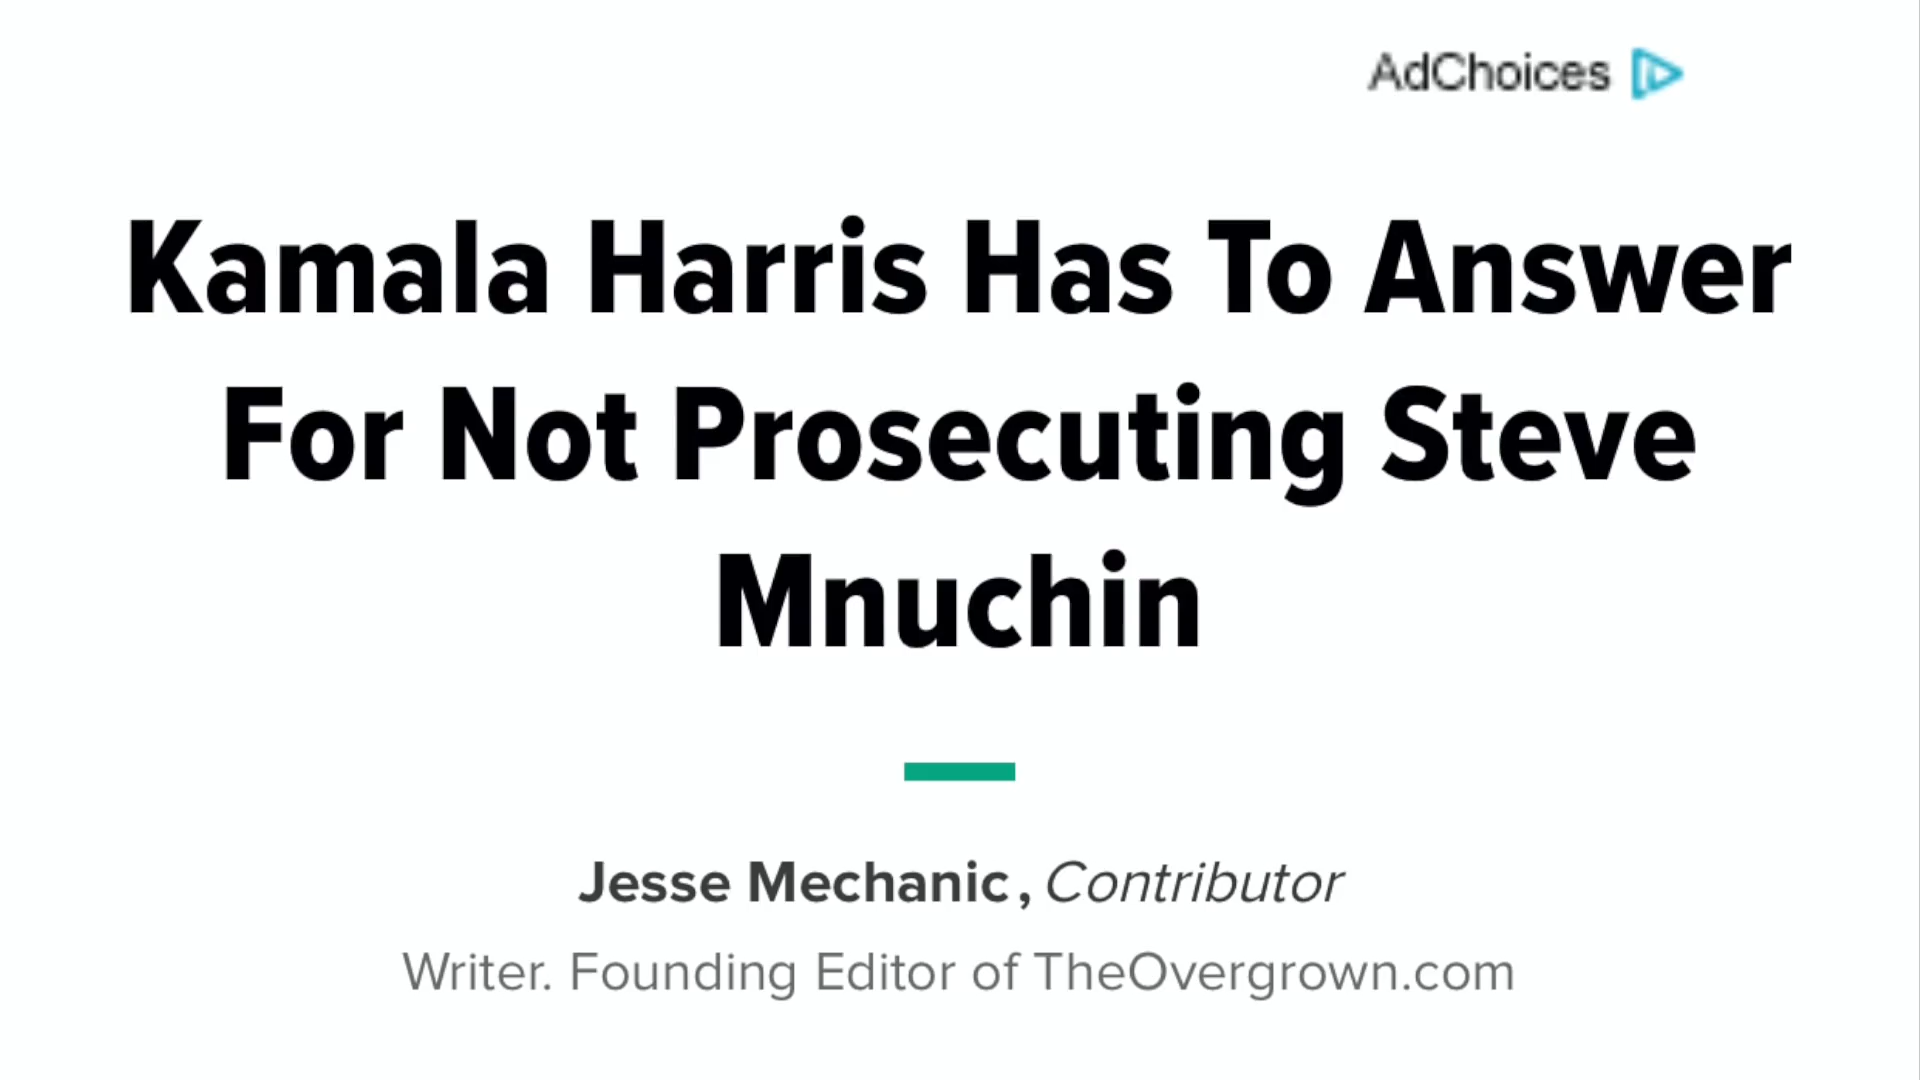 AdChoices
Kamala Harris Has To Answer
For Not Prosecuting Steve
Mnuchin
Jesse Mechanic, Contributor
Writer. Founding Editor of TheOvergrown.com